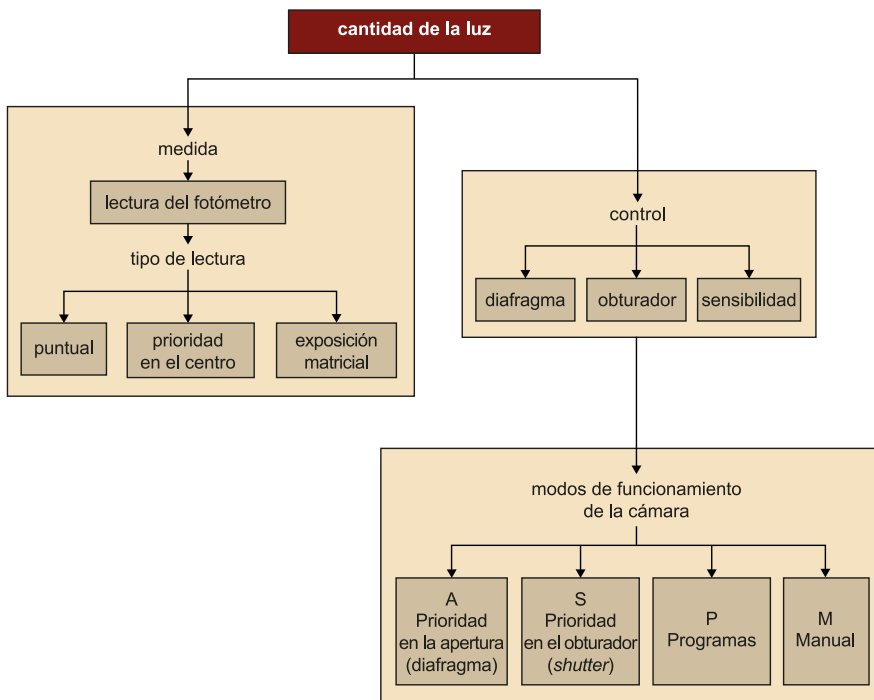 cantidad de la luz
medida
lectura del fotómetro
tipo de lectura
puntual
prioridad
en el centro
exposición
matricial
control
diafragma
obturador
sensibilidad
modos de funcionamiento
de la cámara
A
Prioridad
en la apertura
(diafragma)
S
Prioridad
en el obturador
(shutter)
P
Programas
M
Manual